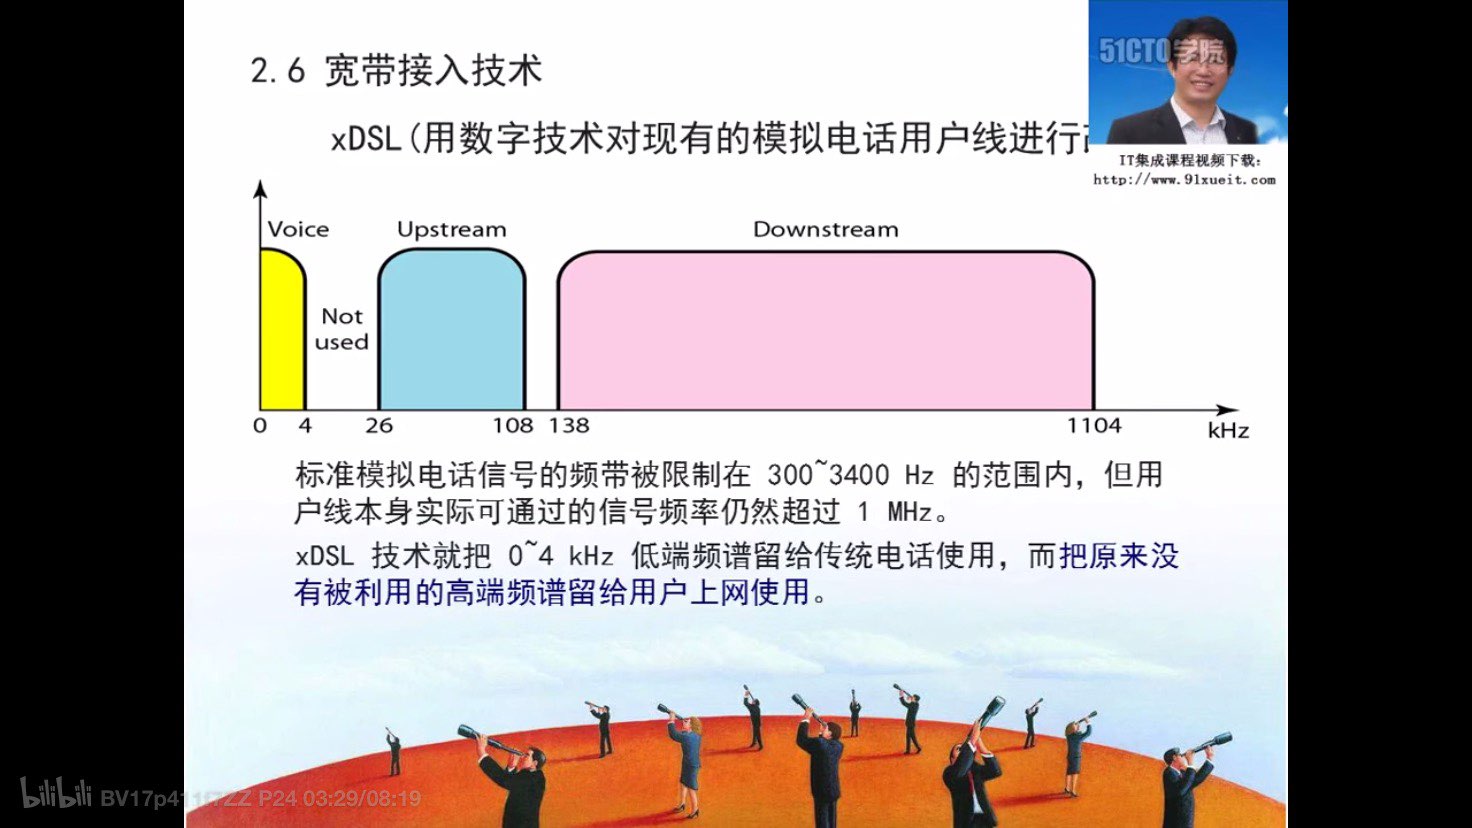 2.6 宽带接入技术
51CTO学院
xDSL(用数字技术对现有的模拟电话用户线进行
IT集成课程视频下载：
http://www.91xueit.com
Voice
Upstream
Downstream
Not
used
0 4 26 108 138 1104
kHz
标准模拟电话信号的频带被限制在 300~3400 Hz 的范围内，但用
户线本身实际可通过的信号频率仍然超过 1 MHz。
xDSL 技术就把 0~4 kHz 低端频谱留给传统电话使用，而把原来没
有被利用的高端频谱留给用户上网使用。
bilibili P24 03:29/08:19